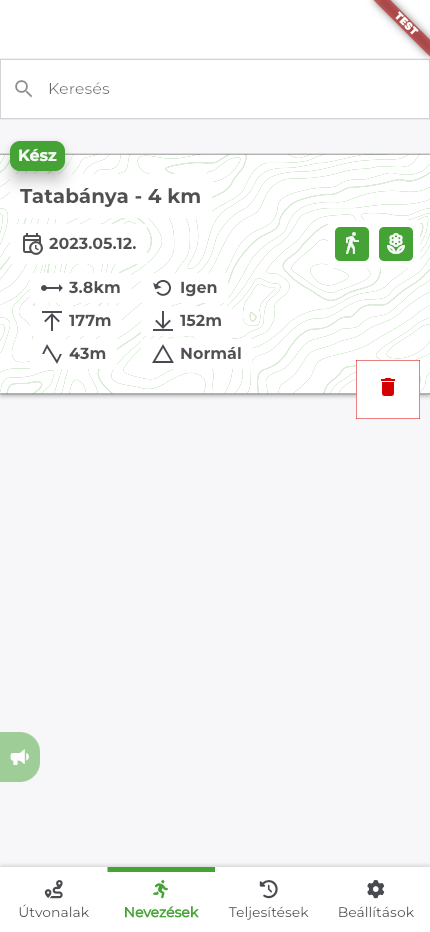 TEST
Keresés
Kész
Tatabánya - 4 km
2023.05.12.
3.8km Igen
177m 152m
43m Normál
Útvonalak Nevezések Teljesítések Beállítások